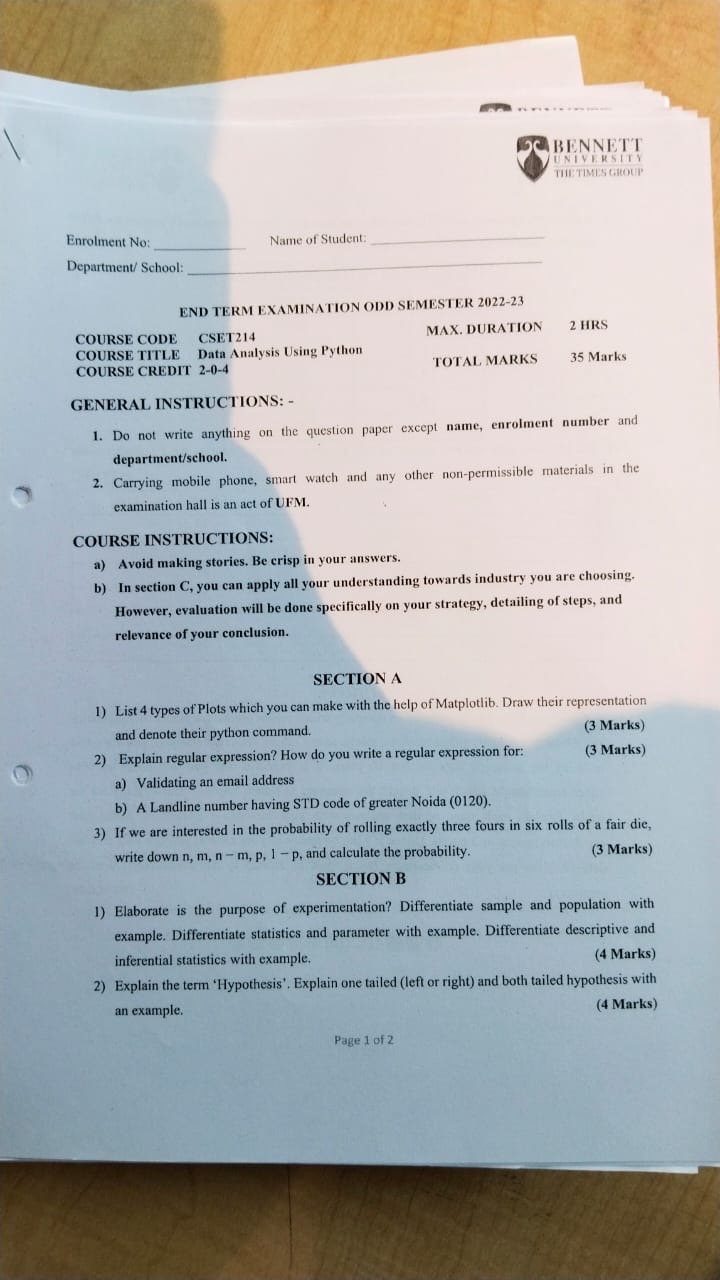 BENNETT
UNIVERSITY
THE TIMES GROUP
Enrolment No: ____________ Name of Student: ____________
Department/ School: ____________
END TERM EXAMINATION ODD SEMESTER 2022-23
COURSE CODE CSET214 MAX. DURATION 2 HRS
COURSE TITLE Data Analysis Using Python
COURSE CREDIT 2-0-4 TOTAL MARKS 35 Marks
GENERAL INSTRUCTIONS: -
1. Do not write anything on the question paper except name, enrolment number and
department/school.
2. Carrying mobile phone, smart watch and any other non-permissible materials in the
examination hall is an act of UFM.
COURSE INSTRUCTIONS:
a) Avoid making stories. Be crisp in your answers.
b) In section C, you can apply all your understanding towards industry you are choosing.
However, evaluation will be done specifically on your strategy, detailing of steps, and
relevance of your conclusion.
SECTION A
1) List 4 types of Plots which you can make with the help of Matplotlib. Draw their representation
and denote their python command. (3 Marks)
2) Explain regular expression? How do you write a regular expression for: (3 Marks)
a) Validating an email address
b) A Landline number having STD code of greater Noida (0120).
3) If we are interested in the probability of rolling exactly three fours in six rolls of a fair die,
write down n, m, n – m, p, 1 – p, and calculate the probability. (3 Marks)
SECTION B
1) Elaborate is the purpose of experimentation? Differentiate sample and population with
example. Differentiate statistics and parameter with example. Differentiate descriptive and
inferential statistics with example. (4 Marks)
2) Explain the term ‘Hypothesis’. Explain one tailed (left or right) and both tailed hypothesis with
an example. (4 Marks)
Page 1 of 2